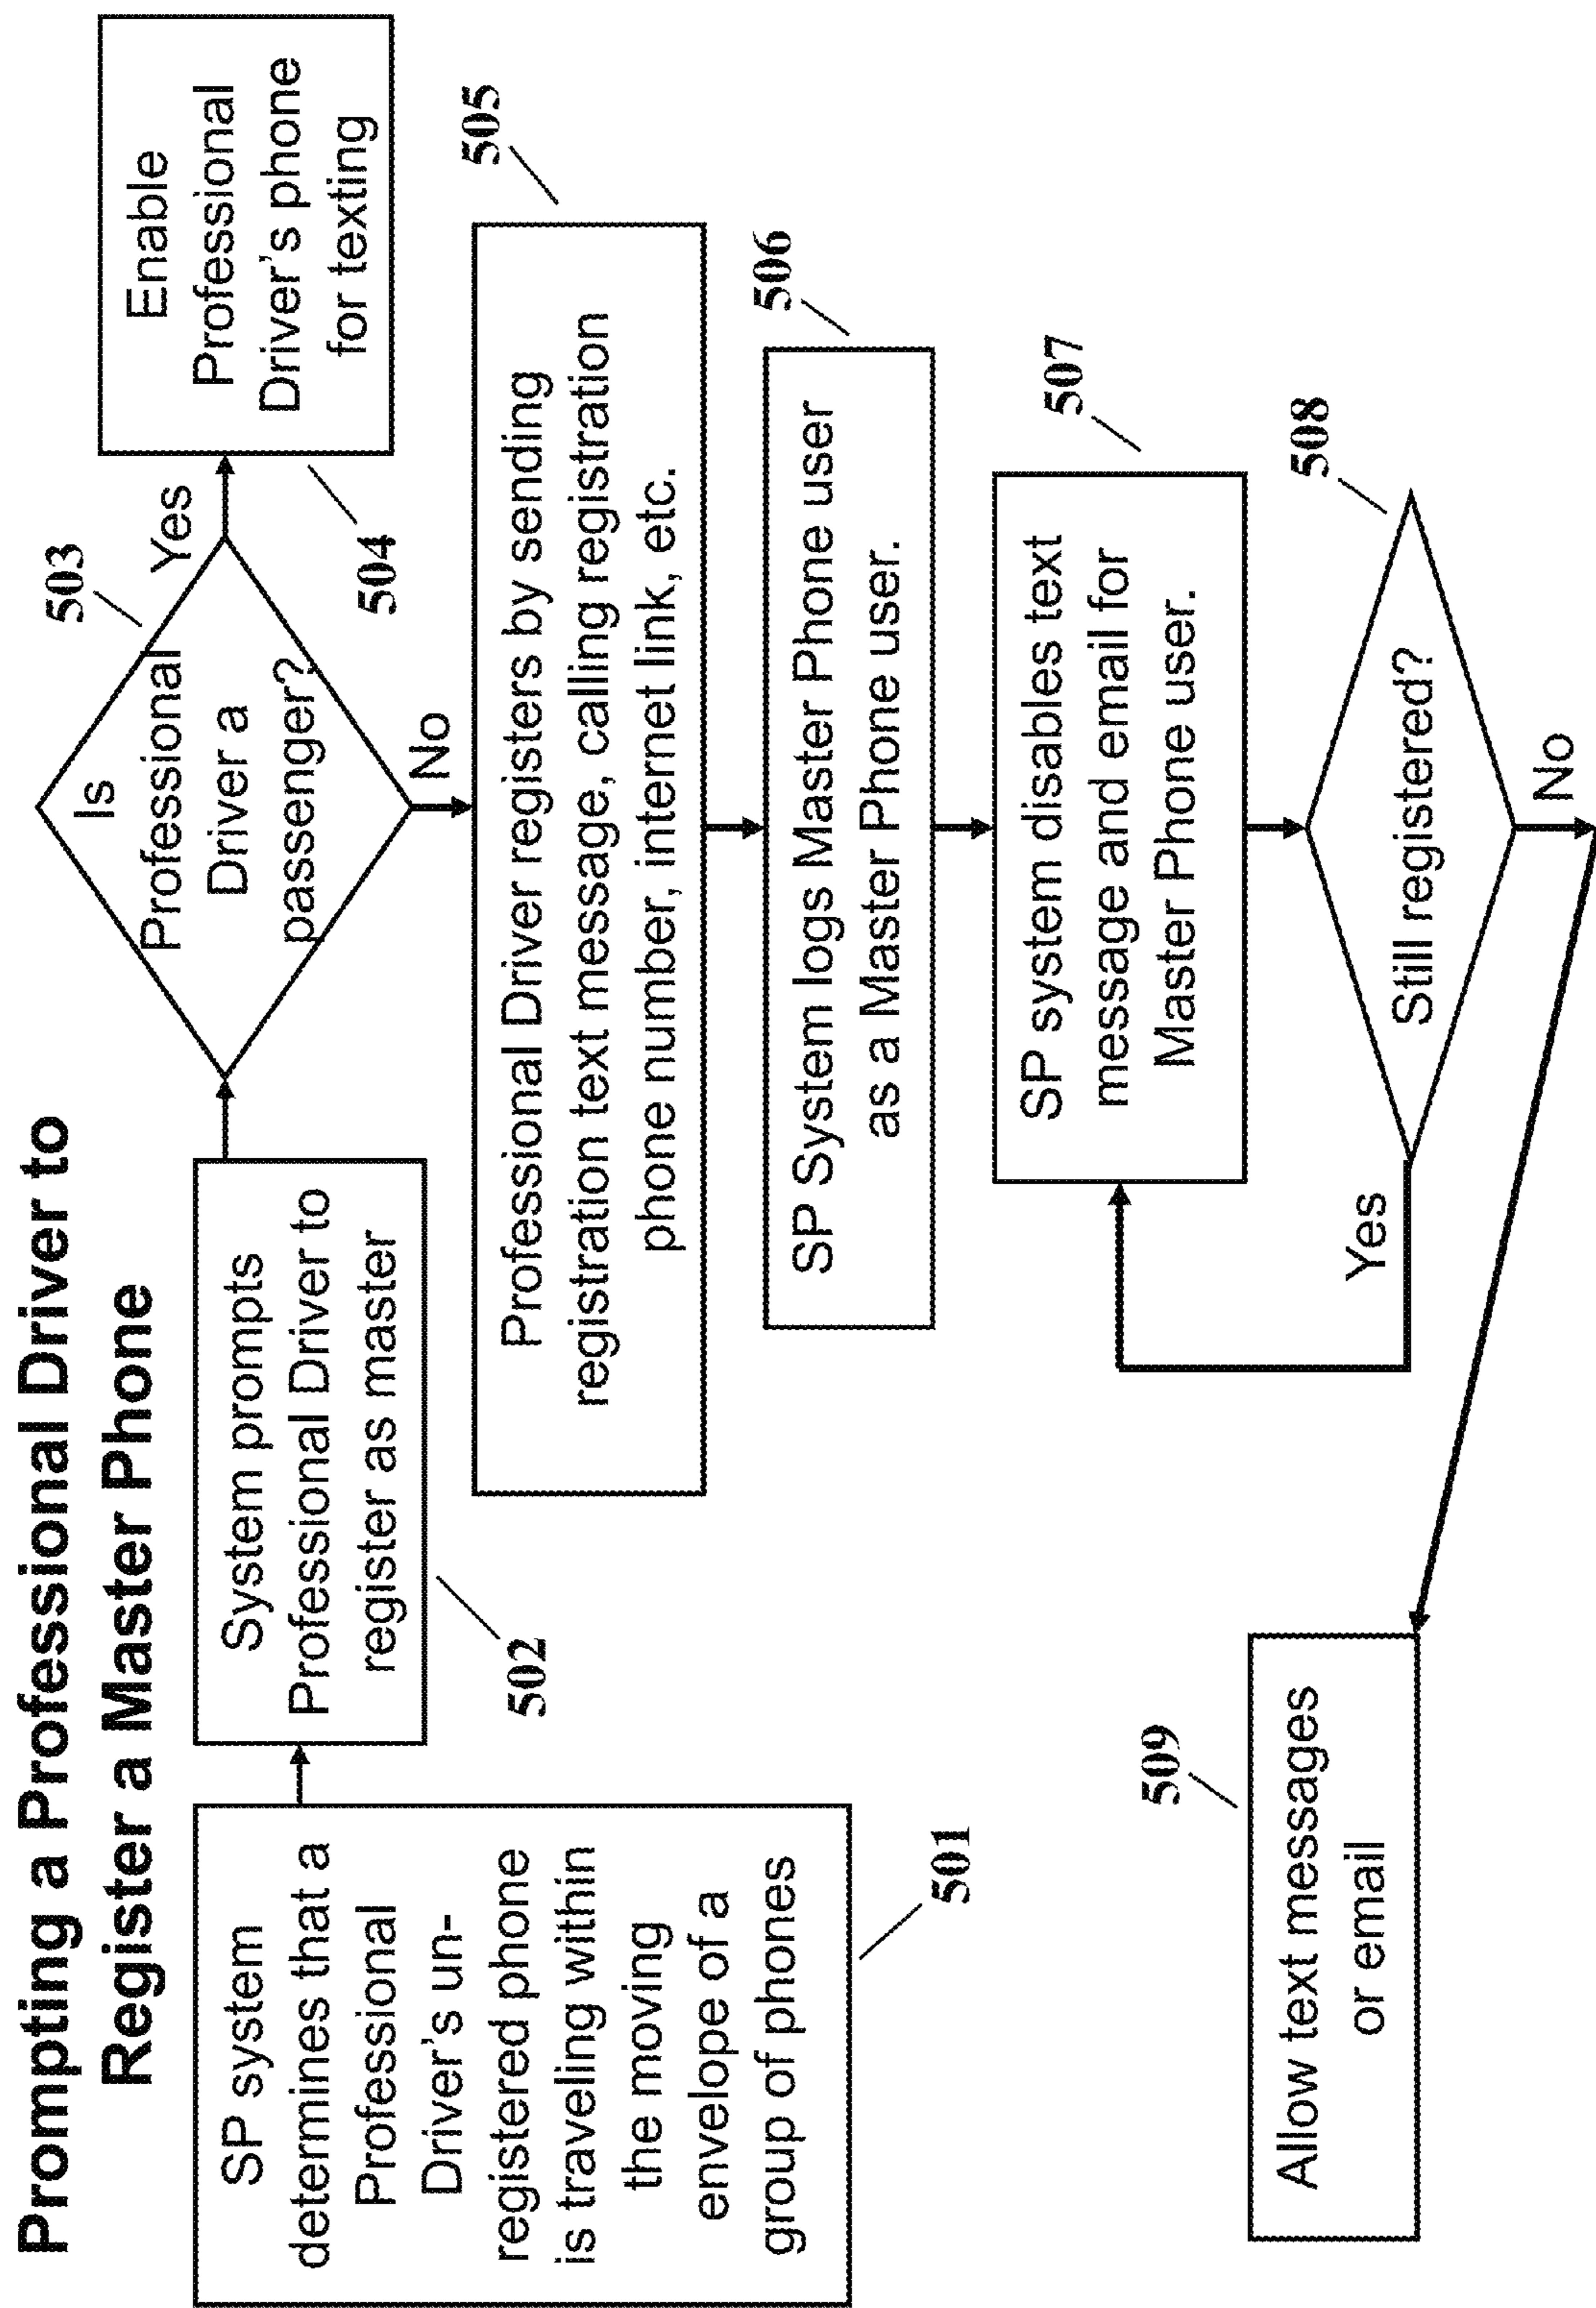 Prompting a Professional Driver to
Register a Master Phone
SP system
determines that a
Professional
Driver's un-
registered phone
is traveling within
the moving
envelope of a
group of phones
501
System prompts
Professional Driver to
register as master
502
Is
Professional
Driver a
passenger?
503
Yes
No
Enable
Professional
Driver's phone
for texting
504
Professional Driver registers by sending
registration text message, calling registration
phone number, internet link, etc.
505
SP System logs Master Phone user
as a Master Phone user.
506
SP system disables text
message and email for
Master Phone user.
507
Still registered?
508
Yes
No
Allow text messages
or email
509